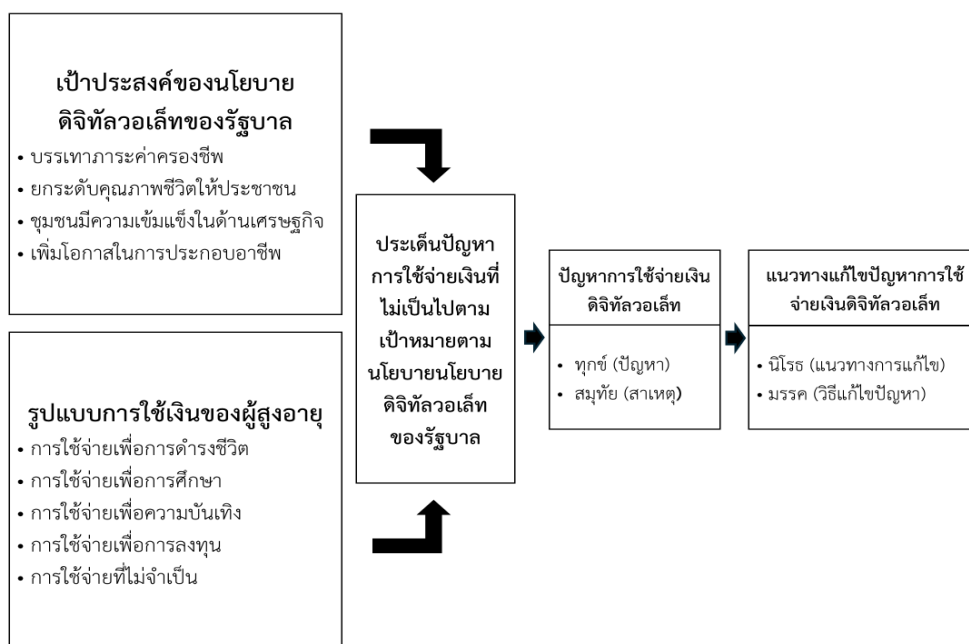 เป้าประสงค์ของนโยบาย
ดิจิทัลวอเล็ทของรัฐบาล
• บรรเทาภาระค่าครองชีพ
• ยกระดับคุณภาพชีวิตให้ประชาชน
• ชุมชนมีความเข้มแข็งในด้านเศรษฐกิจ
• เพิ่มโอกาสในการประกอบอาชีพ
รูปแบบการใช้เงินของผู้สูงอายุ
• การใช้จ่ายเพื่อการดำรงชีวิต
• การใช้จ่ายเพื่อการศึกษา
• การใช้จ่ายเพื่อความบันเทิง
• การใช้จ่ายเพื่อการลงทุน
• การใช้จ่ายที่ไม่จำเป็น
ประเด็นปัญหา
การใช้จ่ายเงินที่
ไม่เป็นไปตาม
เป้าหมายตาม
นโยบายนโยบาย
ดิจิทัลวอเล็ท
ของรัฐบาล
ปัญหาการใช้จ่ายเงิน
ดิจิทัลวอเล็ท
• ทุกข์ (ปัญหา)
• สมุทัย (สาเหตุ)
แนวทางแก้ไขปัญหาการใช้
จ่ายเงินดิจิทัลวอเล็ท
• นิโรธ (แนวทางการแก้ไข)
• มรรค (วิธีแก้ไขปัญหา)